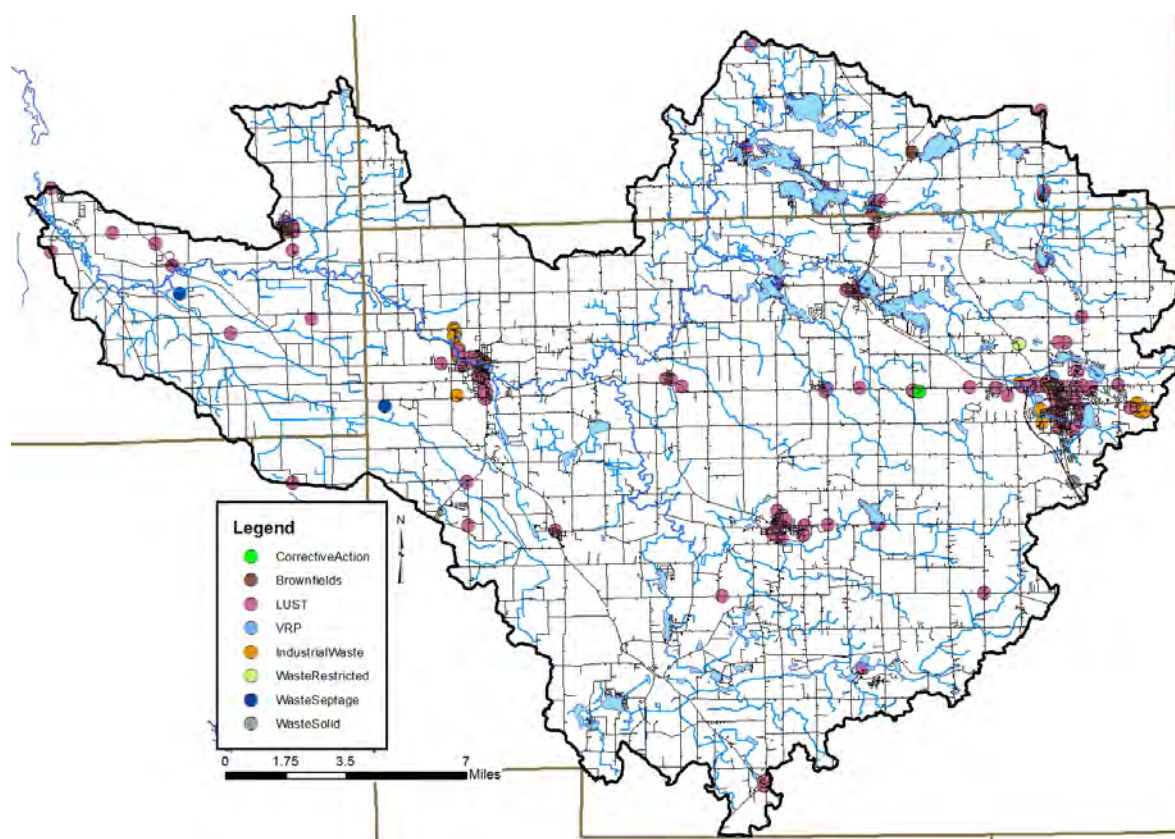 Legend
N
CorrectiveAction
Brownfields
LUST
VRP
IndustrialWaste
WasteRestricted
WasteSeptage
WasteSolid
0 1.75 3.5 7
Miles